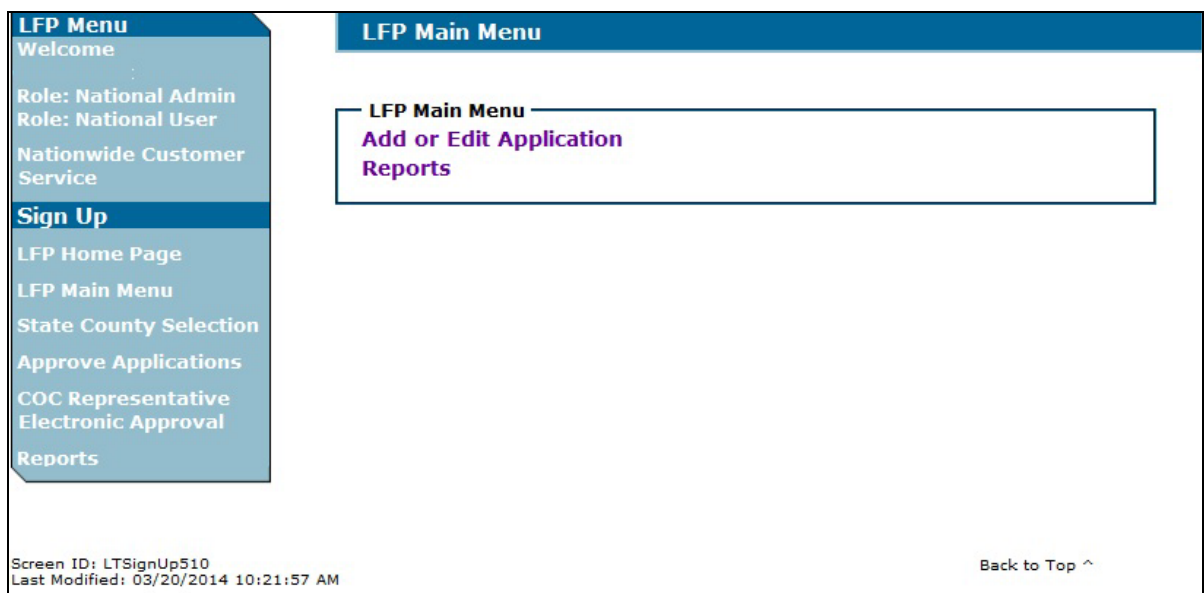 LFP Menu
Welcome
:
Role: National Admin
Role: National User
Nationwide Customer
Service
Sign Up
LFP Home Page
LFP Main Menu
State County Selection
Approve Applications
COC Representative
Electronic Approval
Reports
LFP Main Menu
LFP Main Menu
Add or Edit Application
Reports
Screen ID: LTSignUp510
Last Modified: 03/20/2014 10:21:57 AM
Back to Top ^